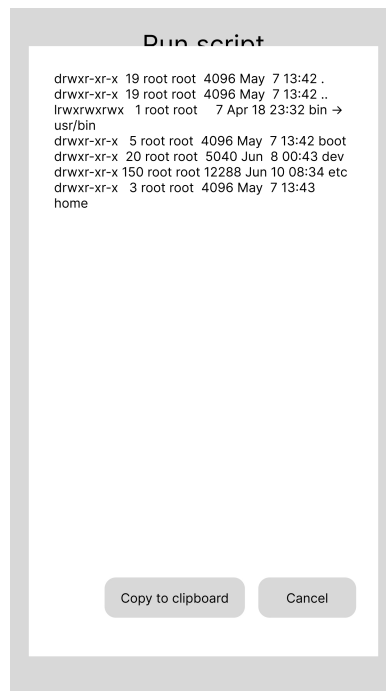 Run script
drwxr-xr-x  19 root root  4096 May  7 13:42 .
drwxr-xr-x  19 root root  4096 May  7 13:42 ..
lrwxrwxrwx   1 root root     7 Apr 18 23:32 bin →
usr/bin
drwxr-xr-x   5 root root  4096 May  7 13:42 boot
drwxr-xr-x  20 root root  5040 Jun  8 00:43 dev
drwxr-xr-x 150 root root 12288 Jun 10 08:34 etc
drwxr-xr-x   3 root root  4096 May  7 13:43
home
Copy to clipboard
Cancel